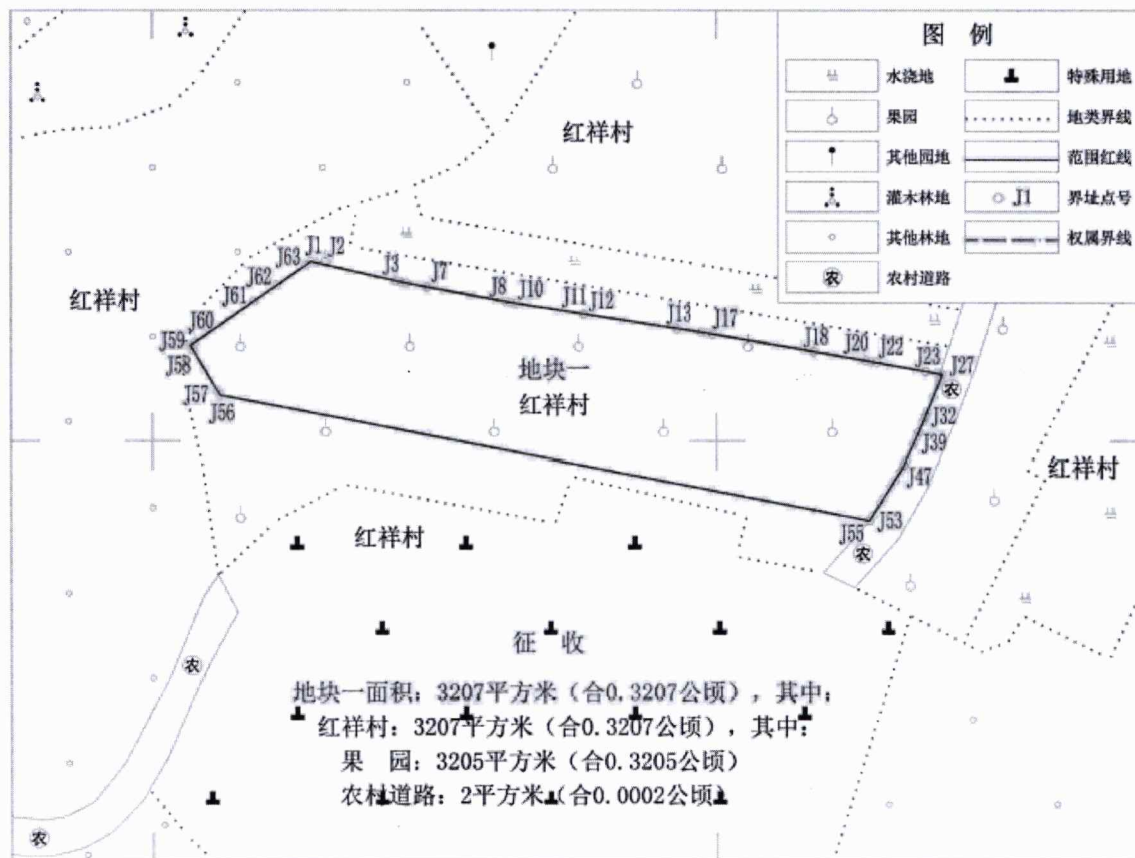 图 例
水浇地
特殊用地
果园
地类界线
其他园地
范围红线
灌木林地
J1
界址点号
其他林地
权属界线
农
农村道路
红祥村
J63 J1 J2
J62
J61
J60
J59
J58
J57
J56
J3
J7
J8
J10
J11
J12
J13
J17
J18
J20
J22
J23
J27
农
J32
J39
J47
J53
J55
农
红祥村
地块一
红祥村
红祥村
红祥村
农
农
征 收
地块一面积: 3207平方米(合0.3207公顷), 其中:
红祥村: 3207平方米(合0.3207公顷), 其中:
果 园: 3205平方米(合0.3205公顷)
农村道路: 2平方米(合0.0002公顷)